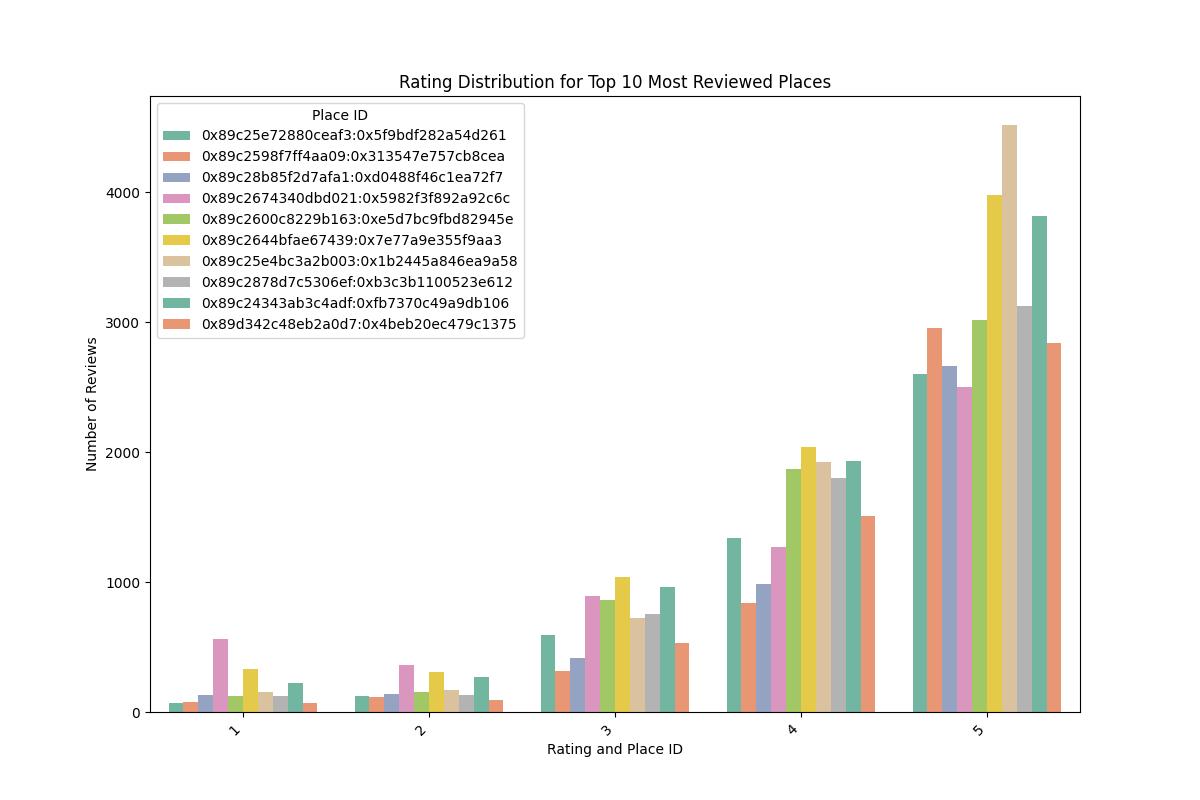 Rating Distribution for Top 10 Most Reviewed Places
Place ID
0x89c25e72880ceaf3:0x5f9bdf282a54d261
0x89c2598f7ff4aa09:0x313547e757cb8cea
0x89c28b85f2d7afa1:0xd0488f46c1ea72f7
0x89c2674340dbd021:0x5982f3f892a92c6c
0x89c2600c8229b163:0xe5d7bc9fbd82945e
0x89c2644bfae67439:0x7e77a9e355f9aa3
0x89c25e4bc3a2b003:0x1b2445a846ea9a58
0x89c2878d7c5306ef:0xb3c3b1100523e612
0x89c24343ab3c4adf:0xfb7370c49a9db106
0x89d342c48eb2a0d7:0x4beb20ec479c1375
Number of Reviews
4000
3000
2000
1000
0
1 2 3 4 5
Rating and Place ID